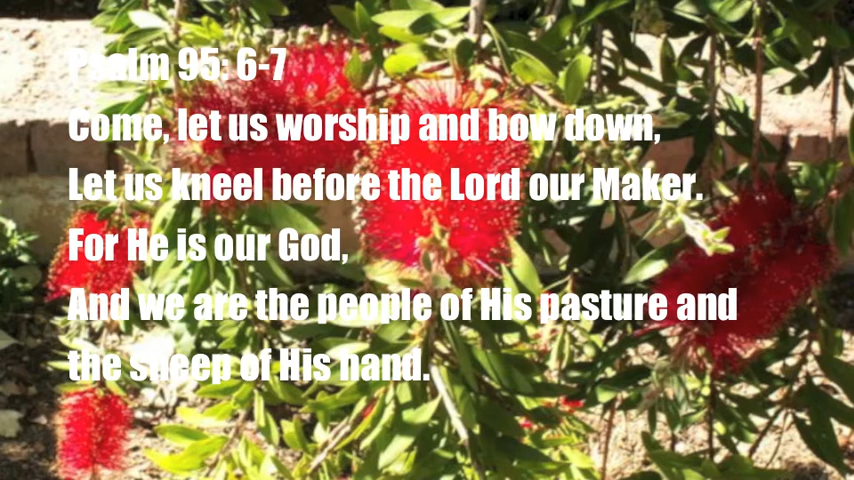 Psalm 95: 6-7
Come, let us worship and bow down,
Let us kneel before the Lord our Maker.
For He is our God,
And we are the people of His pasture and
the sheep of His hand.